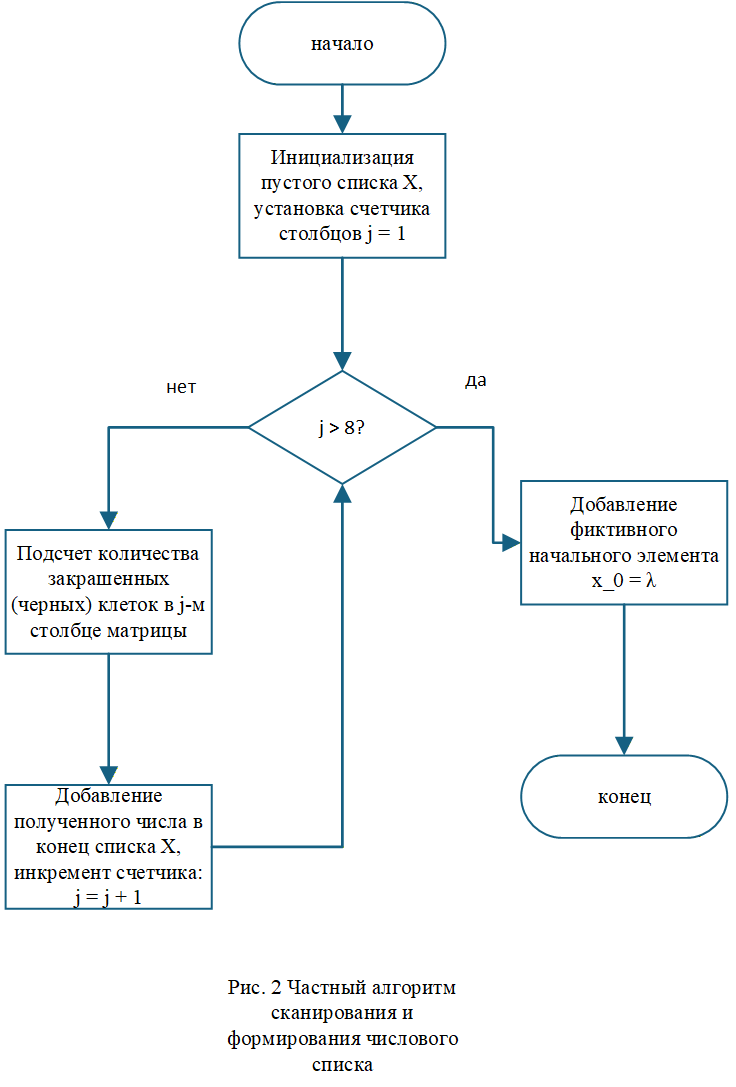 начало
Инициализация
пустого списка X,
установка счетчика
столбцов j = 1
нет
да
j > 8?
Добавление
фиктивного
начального элемента
x_0 = λ
Подсчет количества
закрашенных
(черных) клеток в j-м
столбце матрицы
конец
Добавление
полученного числа в
конец списка X,
инкремент счетчика:
j = j + 1
Рис. 2 Частный алгоритм
сканирования и
формирования числового
списка